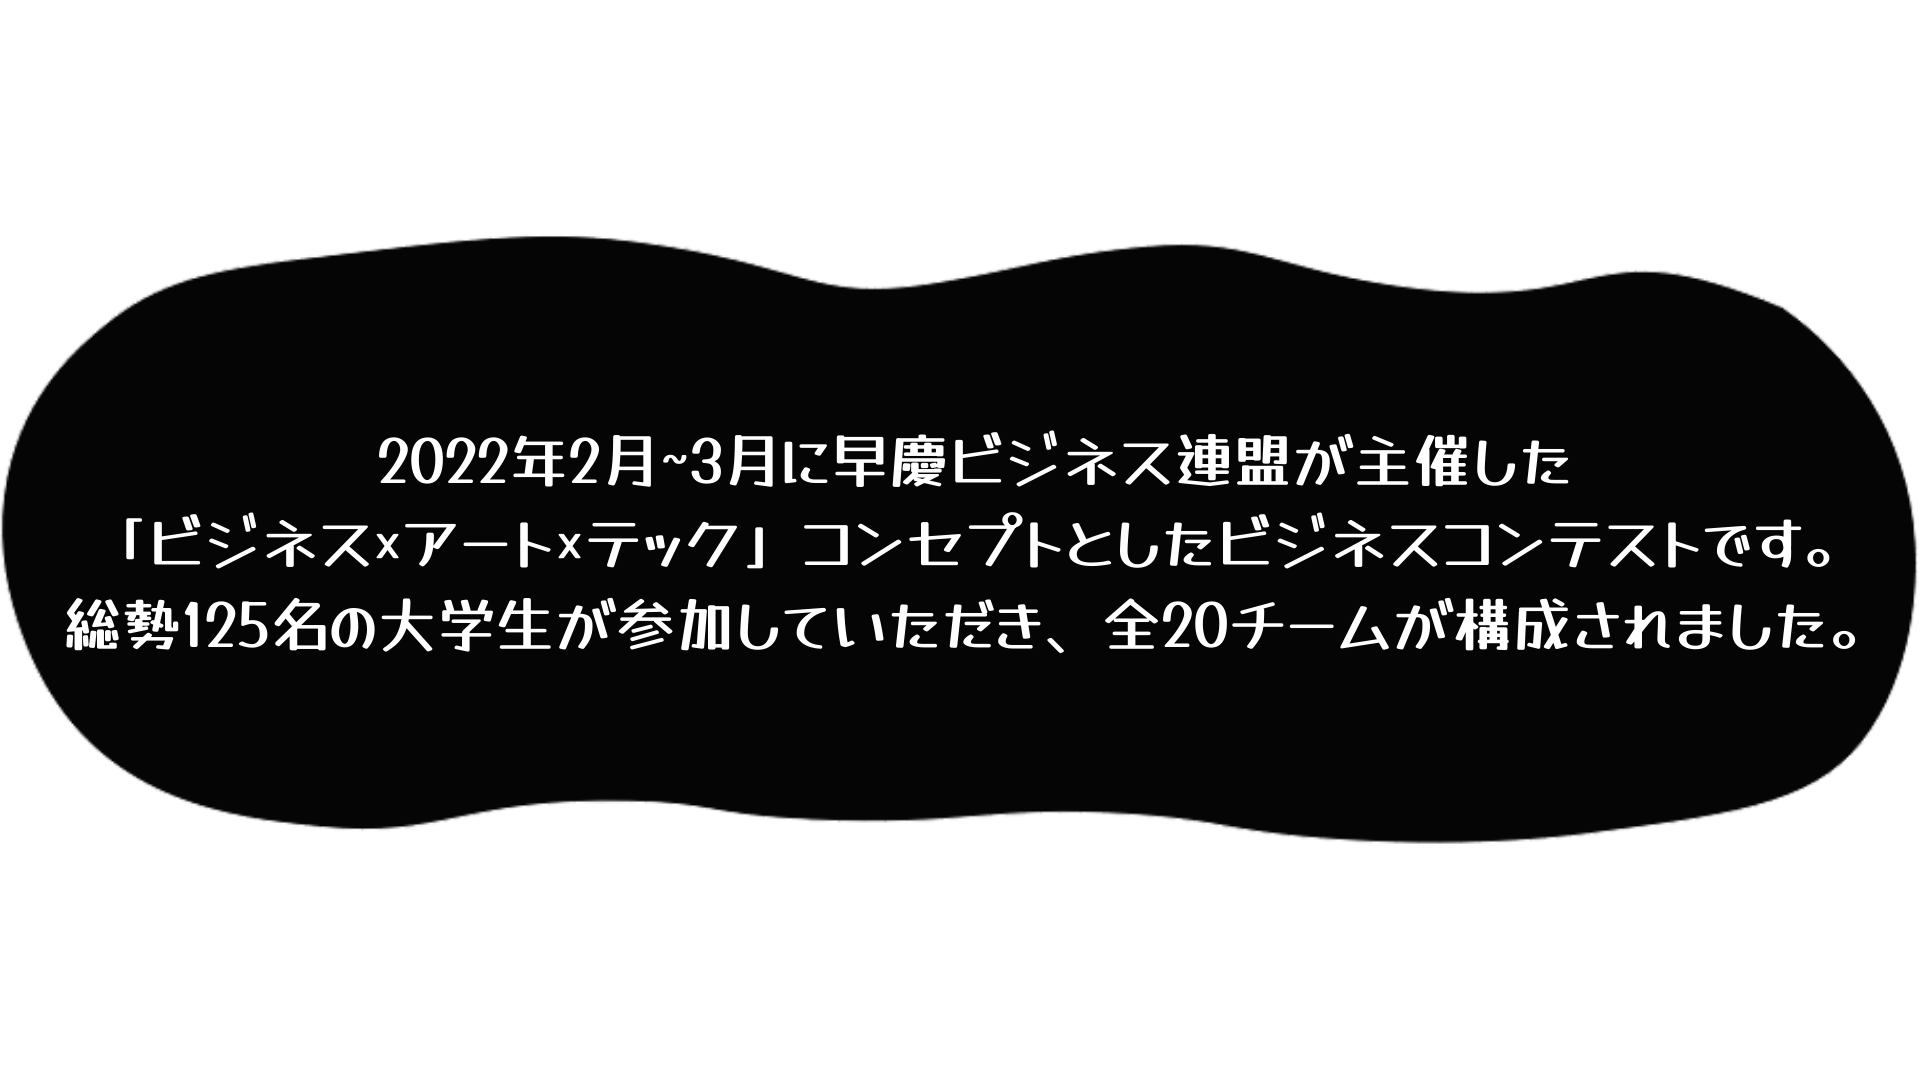 2022年2月~3月に早慶ビジネス連盟が主催した
「ビジネス×アート×テック」コンセプトとしたビジネスコンテストです。
総勢125名の大学生が参加していただき、全20チームが構成されました。